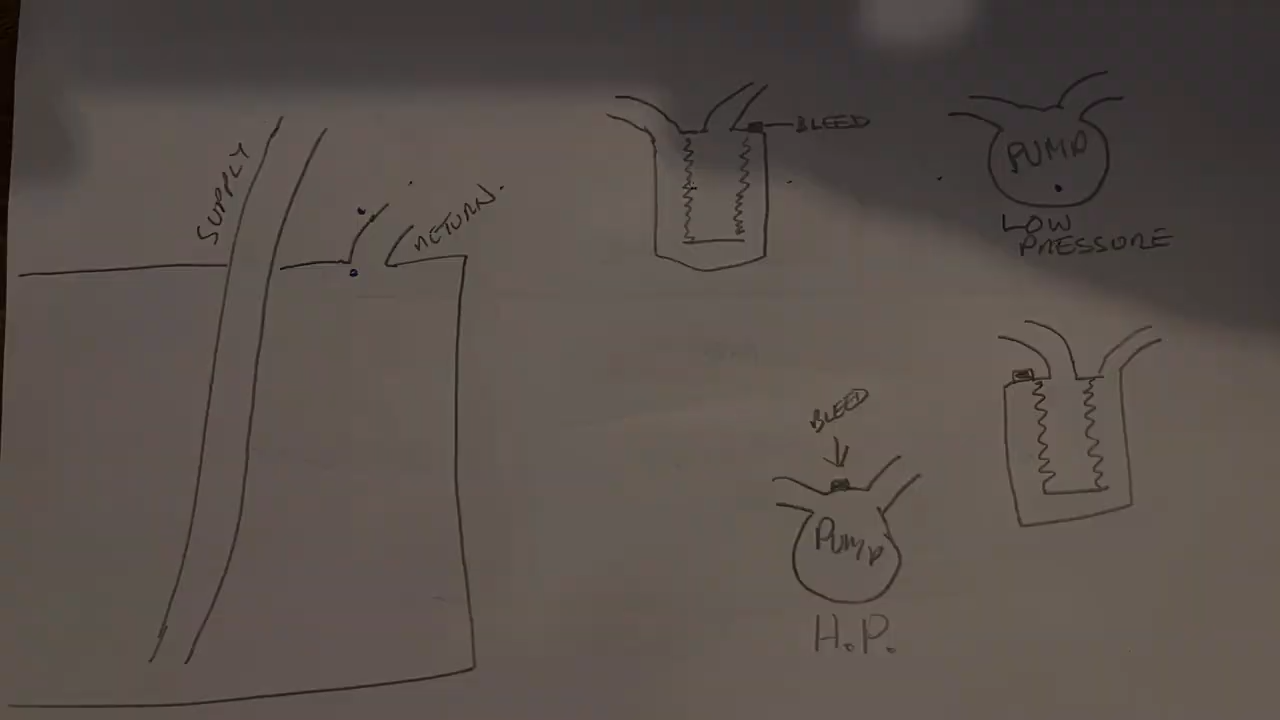 SUPPLY
RETURN.
BLEED
PUMP
LOW
PRESSURE
BLEED
PUMP
H.P.